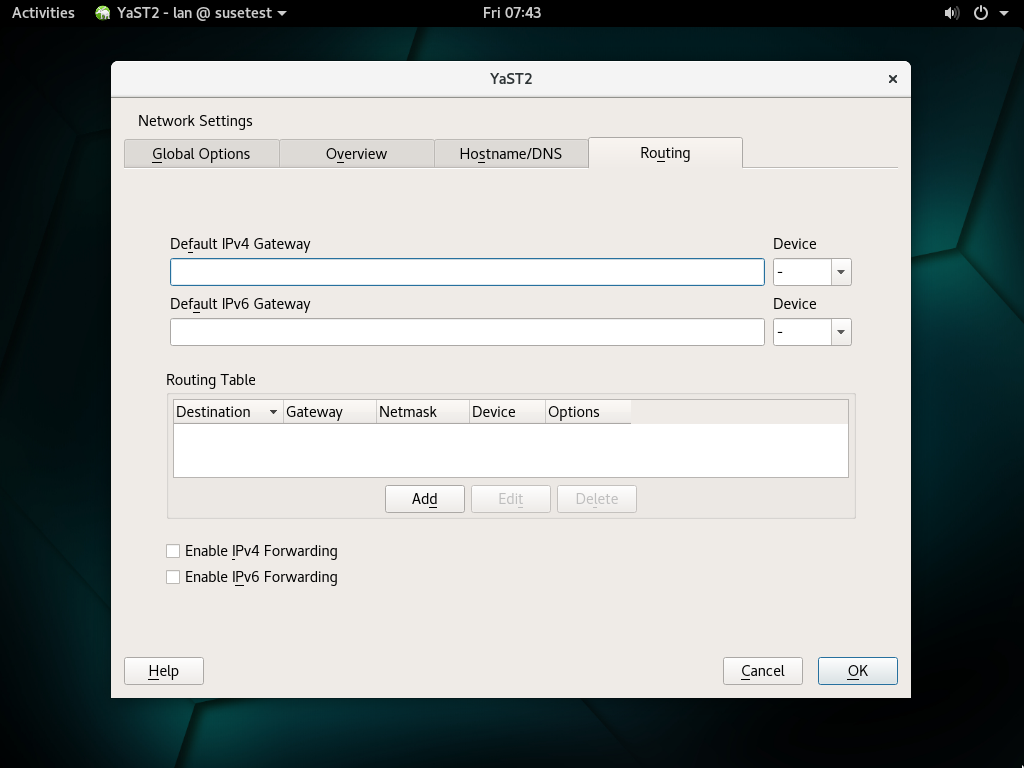 Activities YaST2 - lan @ susetest Fri 07:43
YaST2
Network Settings
Global Options Overview Hostname/DNS Routing
Default IPv4 Gateway Device
-
Default IPv6 Gateway Device
-
Routing Table
Destination Gateway Netmask Device Options
Add Edit Delete
Enable IPv4 Forwarding
Enable IPv6 Forwarding
Help Cancel OK